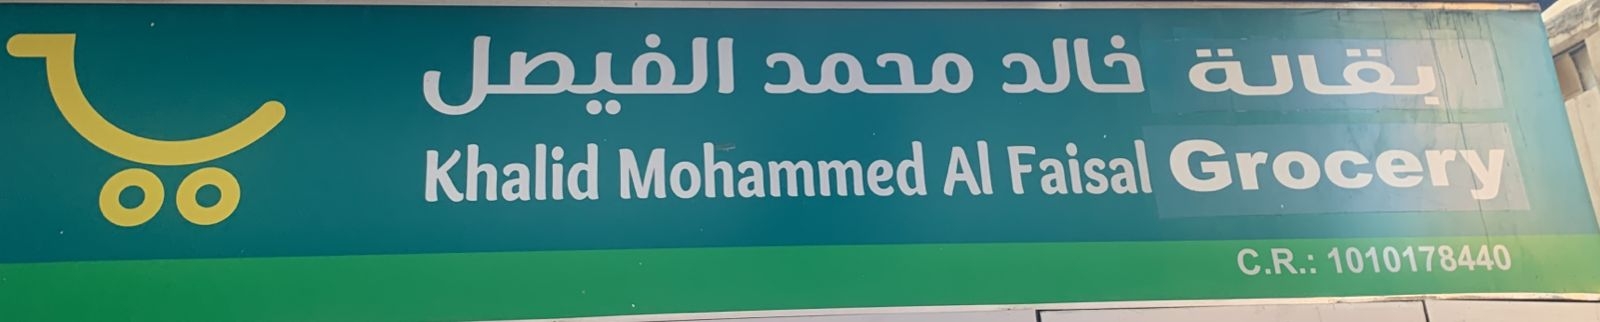 بقالة خالد محمد الفيصل
Khalid Mohammed Al Faisal Grocery
C.R.: 1010178440